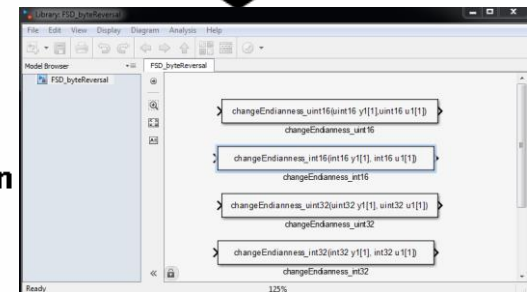 Library: FSD_byteReversal
File Edit View Display Diagram Analysis Help
Model Browser
FSD_byteReversal
FSD_byteReversal
changeEndianness_uint16(uint16 y1[1],uint16 u1[1])
changeEndianness_uint16
changeEndianness_int16(int16 y1[1], int16 u1[1])
changeEndianness_int16
n
changeEndianness_uint32(uint32 y1[1], uint32 u1[1])
changeEndianness_uint32
changeEndianness_int32(int32 y1[1], int32 u1[1])
changeEndianness_int32
Ready 125%